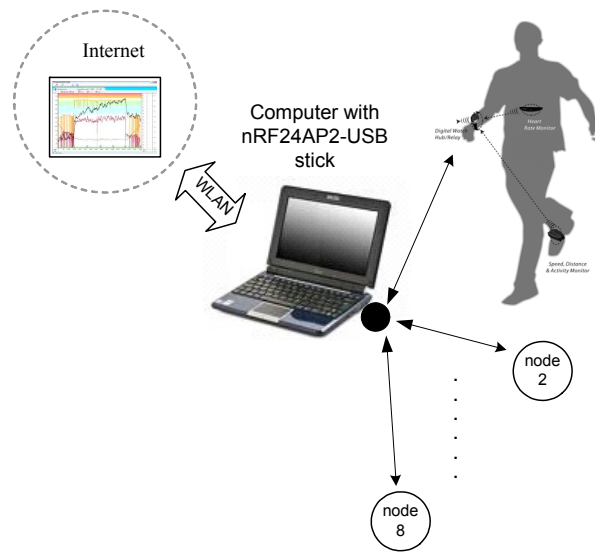 Internet
Computer with
nRF24AP2-USB
stick
WLAN
Digital Watch
Hub/Relay
Heart
Rate Monitor
Speed, Distance
& Activity Monitor
node
2
node
8